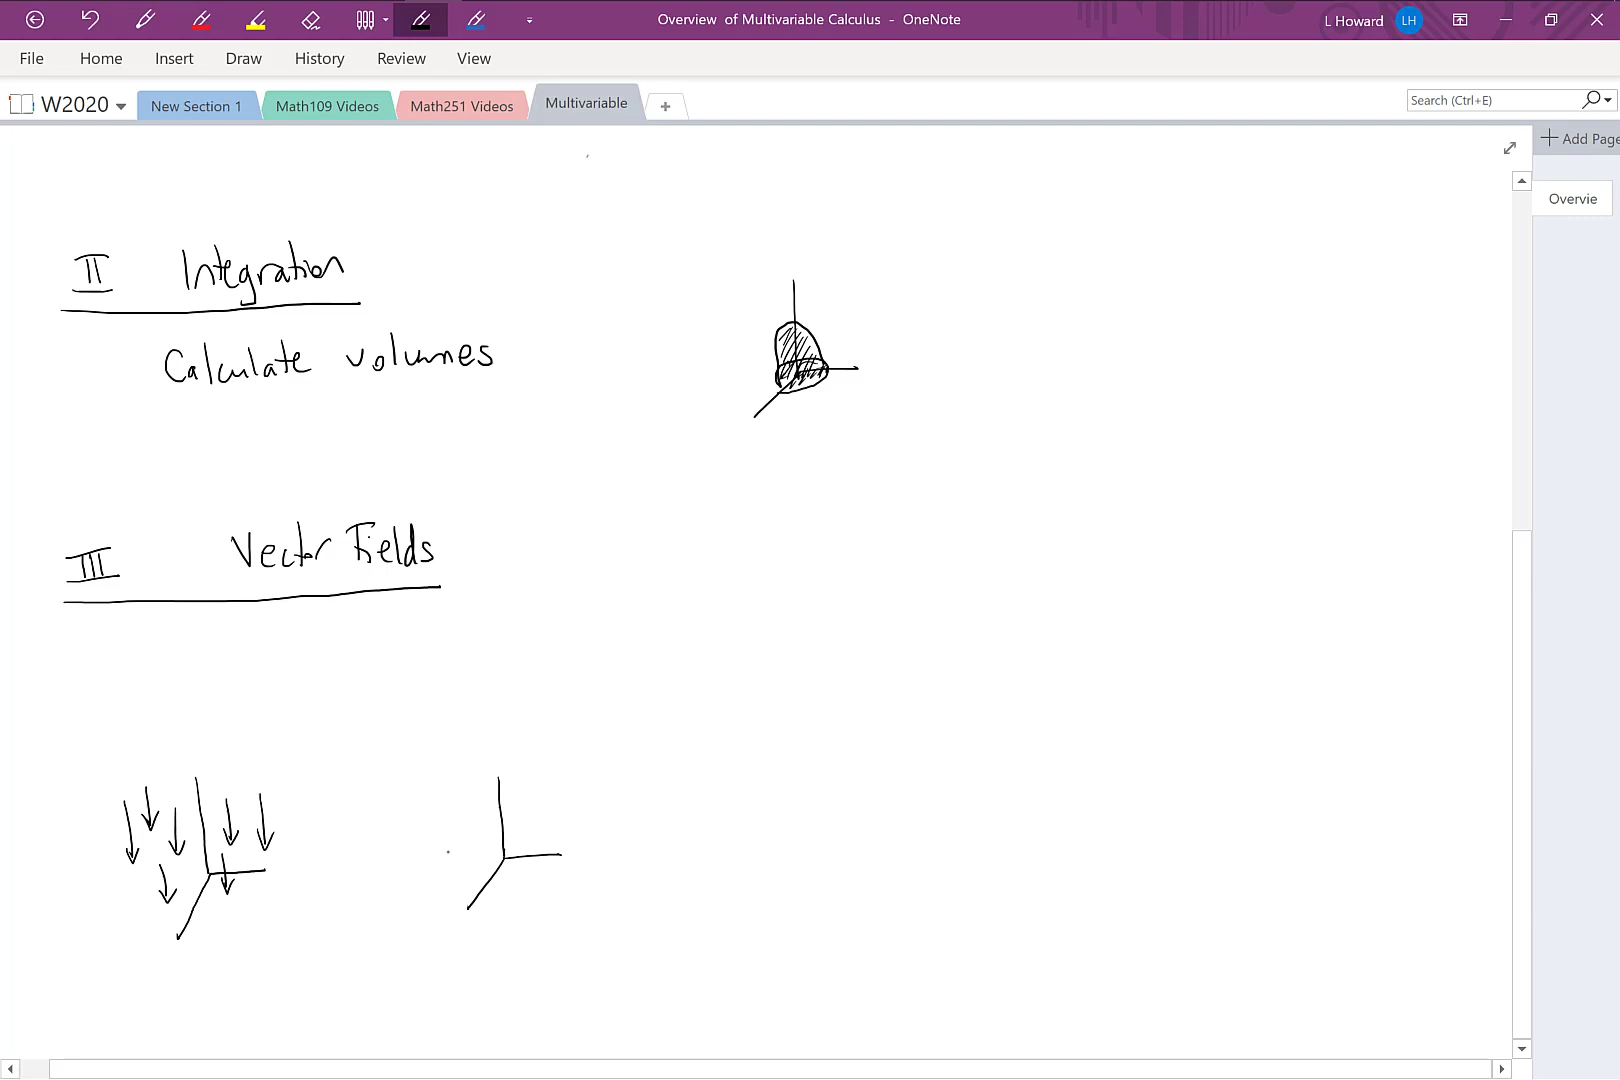 Overview of Multivariable Calculus - OneNote
L Howard LH
File Home Insert Draw History Review View
W2020 New Section 1 Math109 Videos Math251 Videos Multivariable
Search (Ctrl+E)
Add Page
Overvie
II Integration
Calculate volumes
III Vector Fields